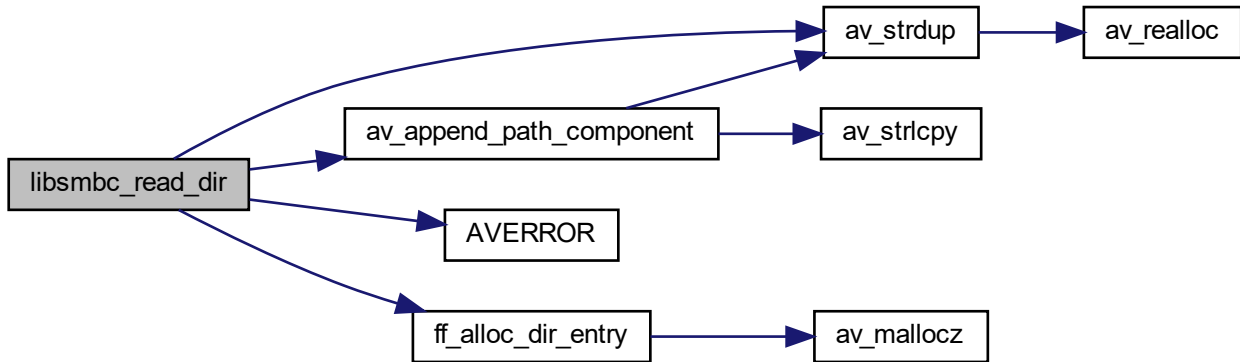 av_strdup
av_realloc
av_append_path_component
av_strlcpy
libsmbc_read_dir
AVERROR
ff_alloc_dir_entry
av_mallocz